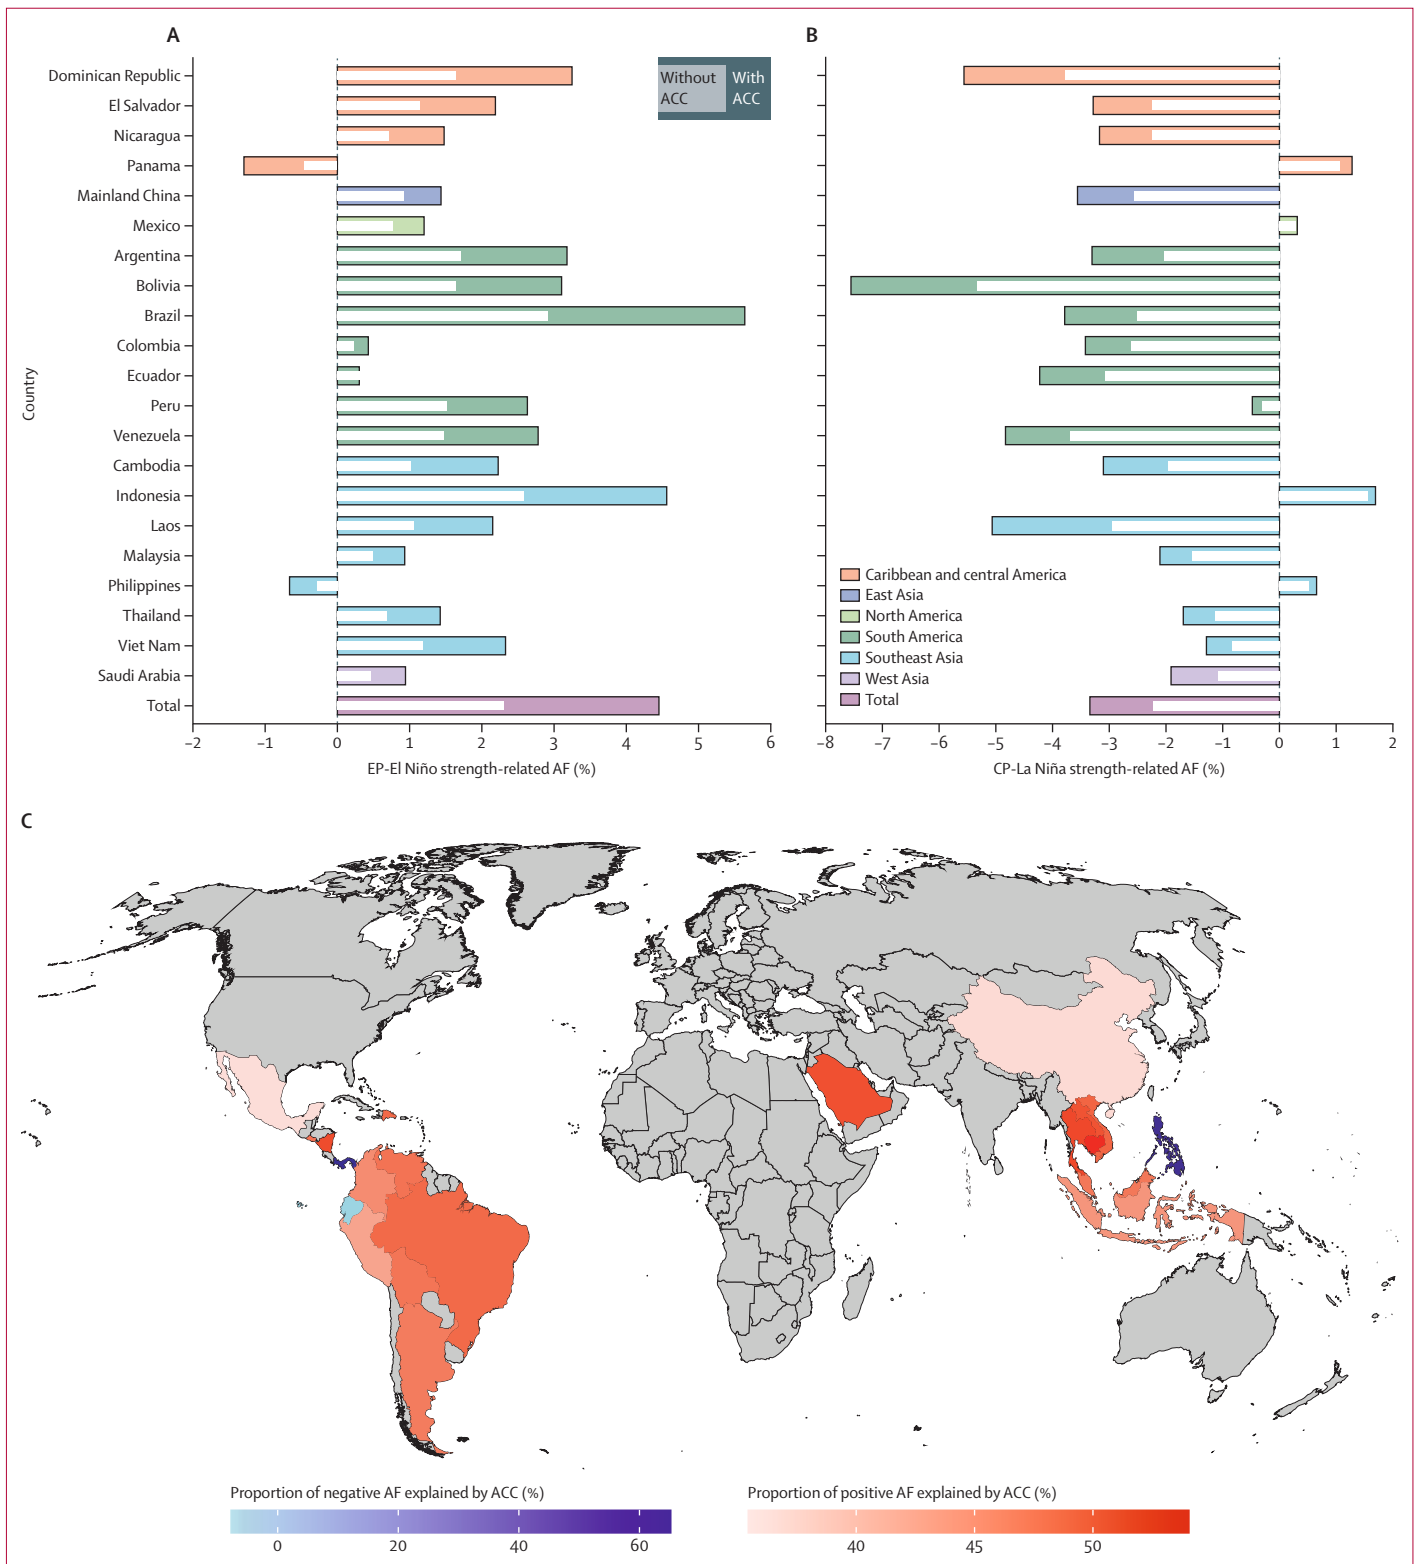 A
B
Dominican Republic
El Salvador
Nicaragua
Panama
Mainland China
Mexico
Argentina
Bolivia
Brazil
Colombia
Ecuador
Peru
Venezuela
Cambodia
Indonesia
Laos
Malaysia
Philippines
Thailand
Viet Nam
Saudi Arabia
Total
Country
Without
ACC
With
ACC
–2 –1 0 1 2 3 4 5 6
EP-El Niño strength-related AF (%)
Caribbean and central America
East Asia
North America
South America
Southeast Asia
West Asia
Total
–8 –7 –6 –5 –4 –3 –2 –1 0 1 2
CP-La Niña strength-related AF (%)
C
Proportion of negative AF explained by ACC (%)
0 20 40 60
Proportion of positive AF explained by ACC (%)
40 45 50